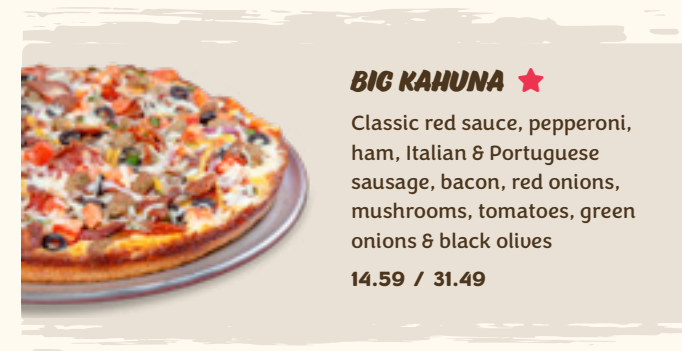 BIG KAHUNA
Classic red sauce, pepperoni,
ham, Italian & Portuguese
sausage, bacon, red onions,
mushrooms, tomatoes, green
onions & black olives
14.59 / 31.49